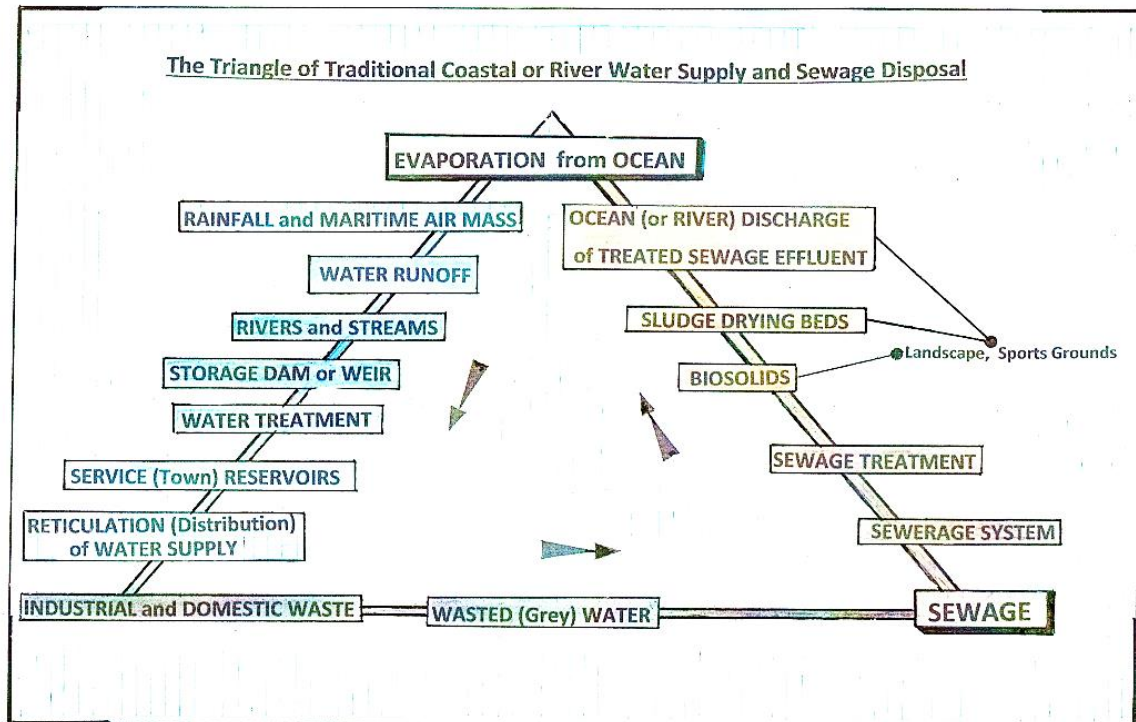 The Triangle of Traditional Coastal or River Water Supply and Sewage Disposal
EVAPORATION from OCEAN
RAINFALL and MARITIME AIR MASS
WATER RUNOFF
RIVERS and STREAMS
STORAGE DAM or WEIR
WATER TREATMENT
SERVICE (Town) RESERVOIRS
RETICULATION (Distribution)
of WATER SUPPLY
INDUSTRIAL and DOMESTIC WASTE
WASTED (Grey) WATER
SEWAGE
SEWERAGE SYSTEM
SEWAGE TREATMENT
BIOSOLIDS
Landscape, Sports Grounds
SLUDGE DRYING BEDS
OCEAN (or RIVER) DISCHARGE
of TREATED SEWAGE EFFLUENT